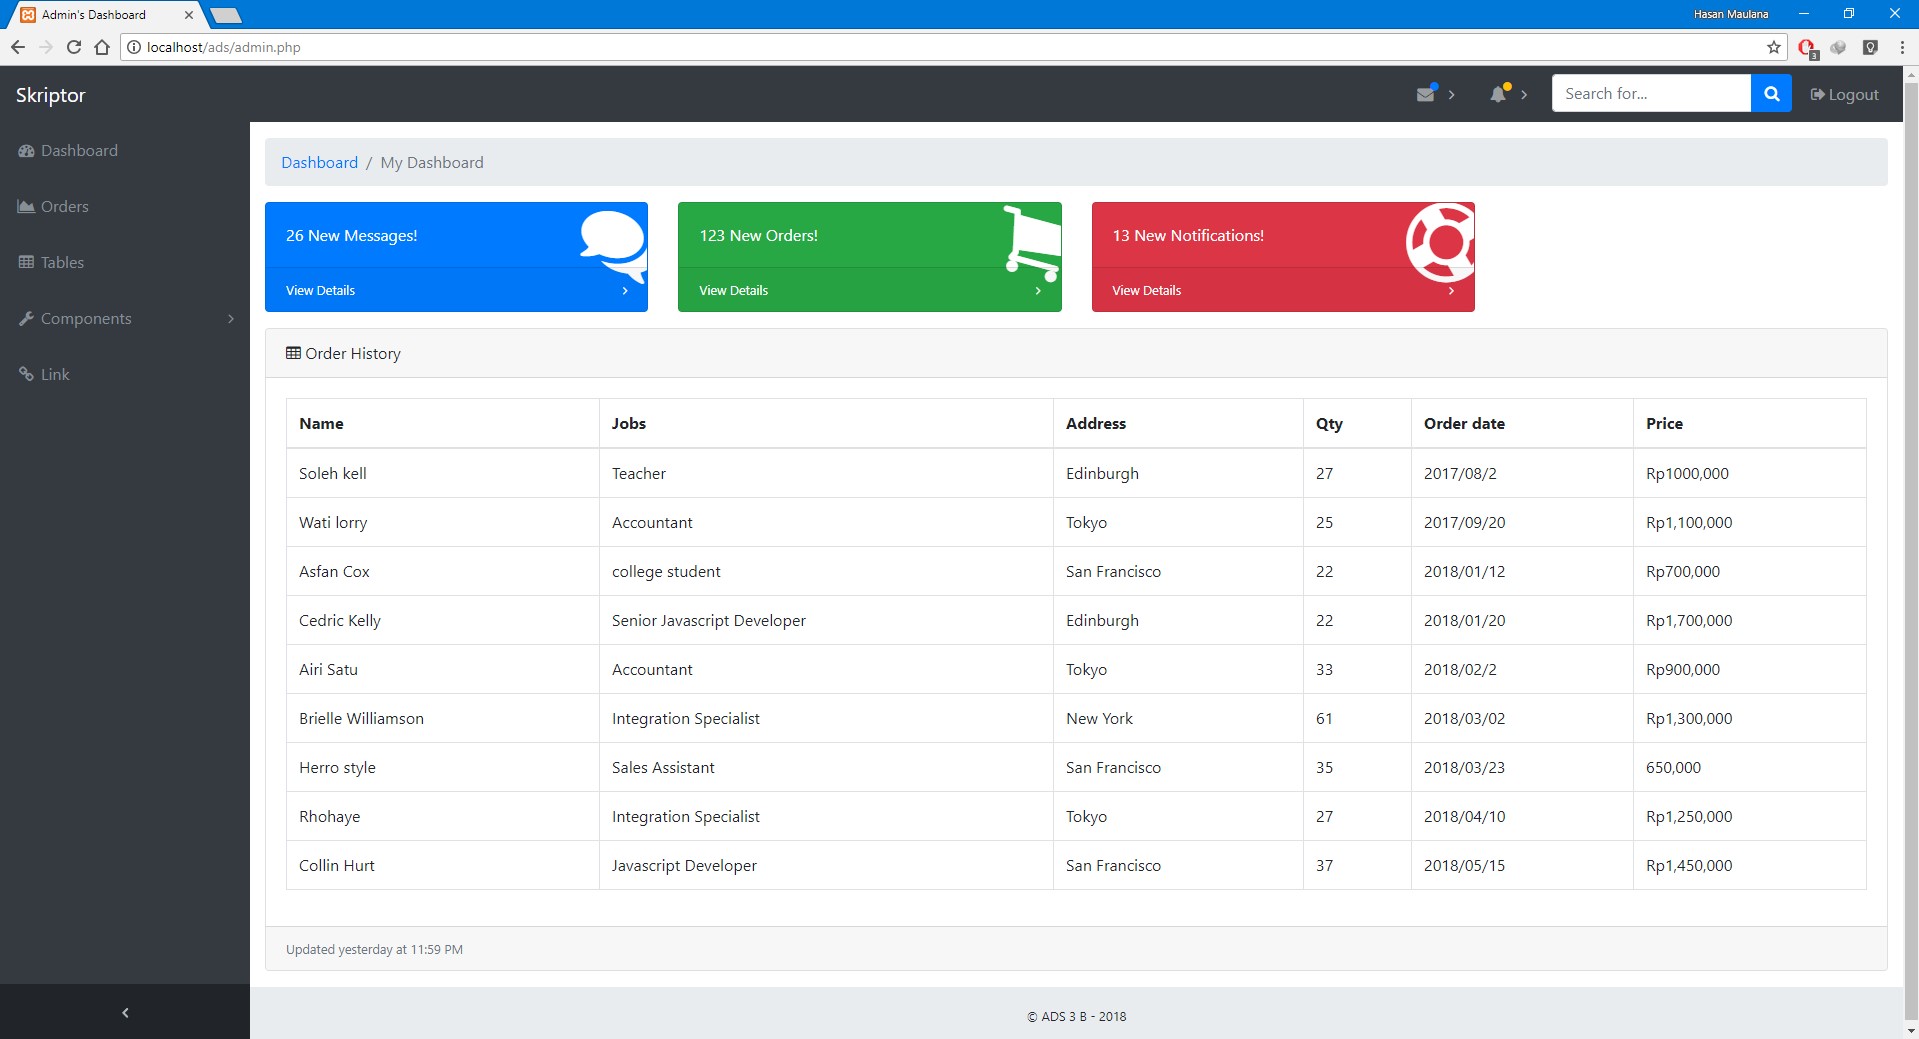 Admin's Dashboard
Hasan Maulana
localhost/ads/admin.php
3
Skriptor
Search for...
Logout
Dashboard
Orders
Tables
Components
Link
Dashboard / My Dashboard
26 New Messages!
View Details
123 New Orders!
View Details
13 New Notifications!
View Details
Order History
Name Jobs Address Qty Order date Price
Soleh kell Teacher Edinburgh 27 2017/08/2 Rp1000,000
Wati lorry Accountant Tokyo 25 2017/09/20 Rp1,100,000
Asfan Cox college student San Francisco 22 2018/01/12 Rp700,000
Cedric Kelly Senior Javascript Developer Edinburgh 22 2018/01/20 Rp1,700,000
Airi Satu Accountant Tokyo 33 2018/02/2 Rp900,000
Brielle Williamson Integration Specialist New York 61 2018/03/02 Rp1,300,000
Herro style Sales Assistant San Francisco 35 2018/03/23 650,000
Rhohaye Integration Specialist Tokyo 27 2018/04/10 Rp1,250,000
Collin Hurt Javascript Developer San Francisco 37 2018/05/15 Rp1,450,000
Updated yesterday at 11:59 PM
© ADS 3 B - 2018